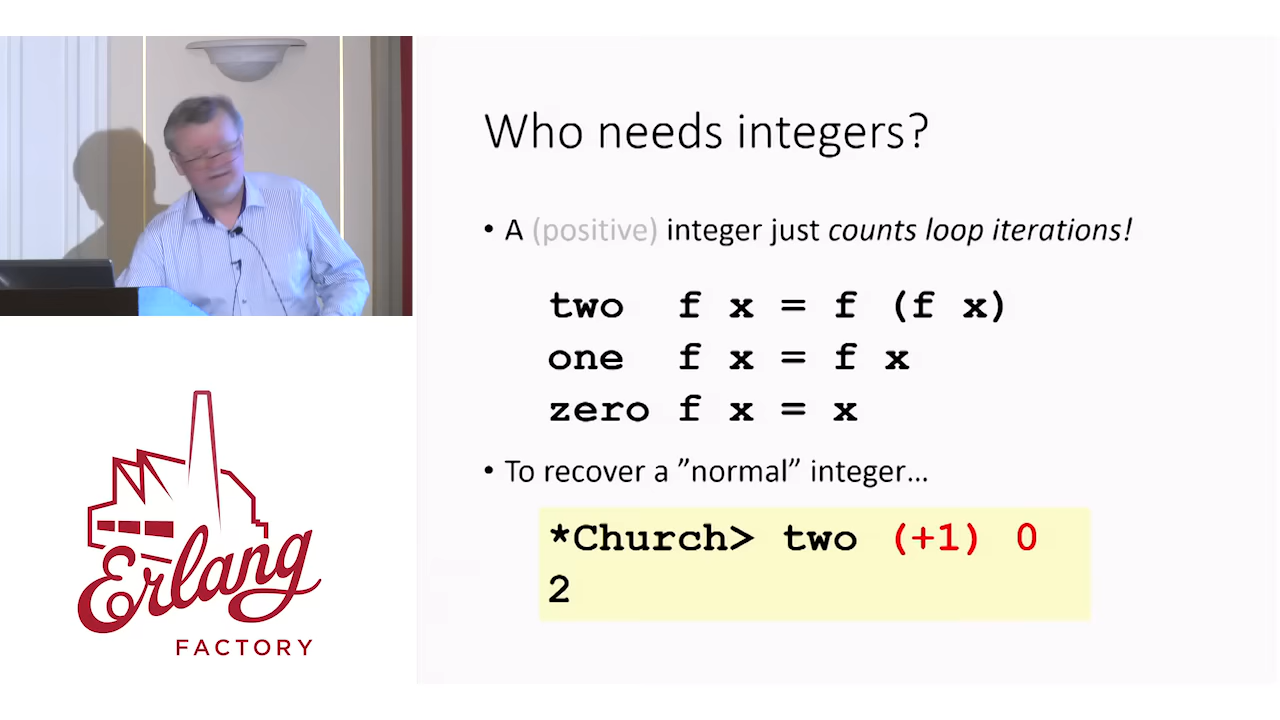 Who needs integers?
• A (positive) integer just counts loop iterations!
two f x = f (f x)
one f x = f x
zero f x = x
• To recover a ”normal” integer…
*Church> two (+1) 0
2
Erlang
FACTORY